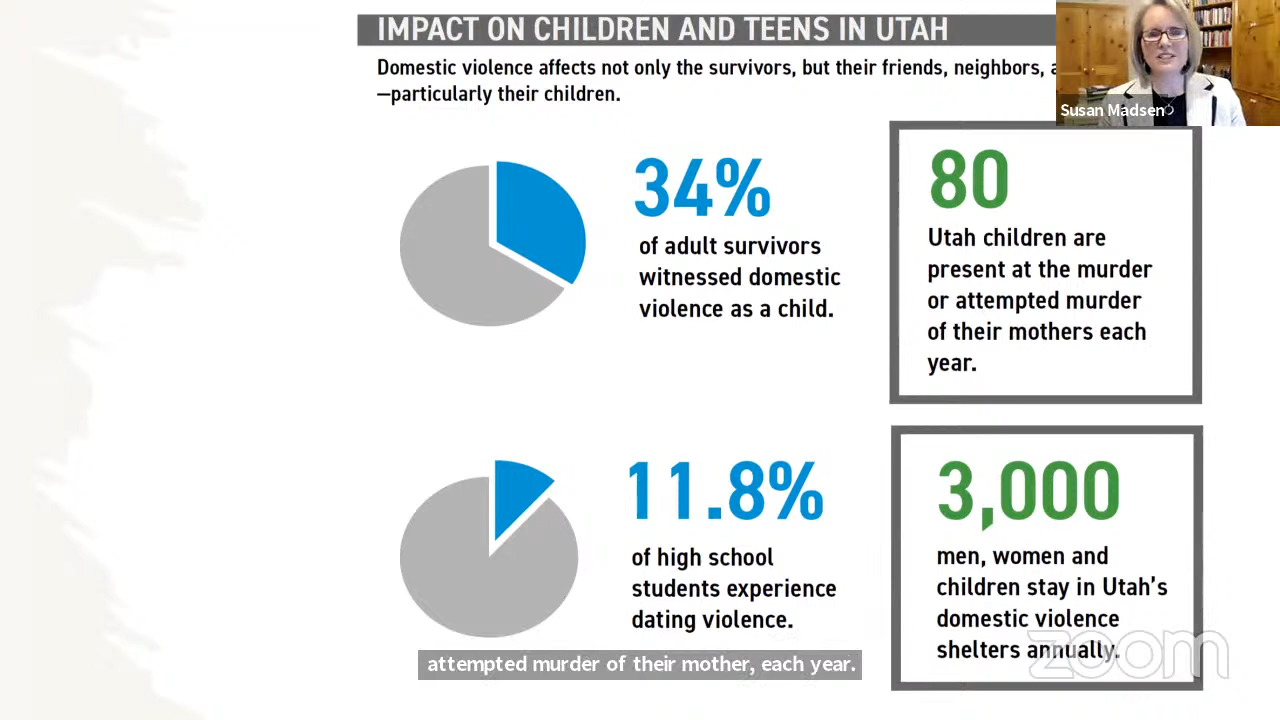 IMPACT ON CHILDREN AND TEENS IN UTAH
Domestic violence affects not only the survivors, but their friends, neighbors,
—particularly their children.
Susan Madsen
34%
of adult survivors
witnessed domestic
violence as a child.
80
Utah children are
present at the murder
or attempted murder
of their mothers each
year.
11.8%
of high school
students experience
dating violence.
3,000
men, women and
children stay in Utah's
domestic violence
shelters annually.
zoom
attempted murder of their mother, each year.